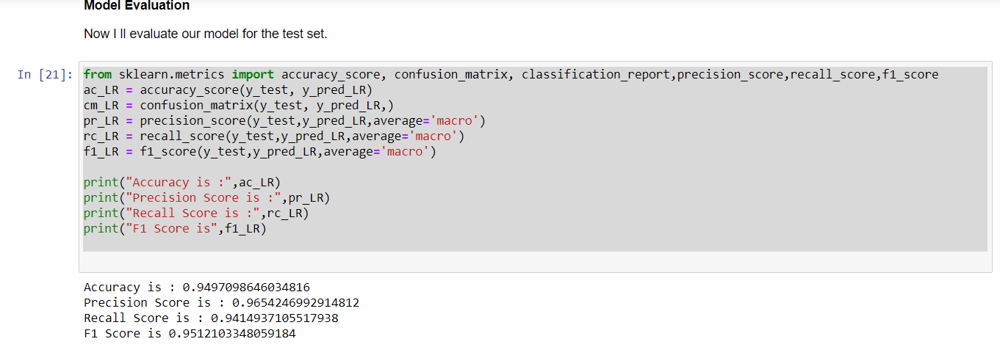 Model Evaluation
Now I ll evaluate our model for the test set.
In [21]: from sklearn.metrics import accuracy_score, confusion_matrix, classification_report,precision_score,recall_score,f1_score
ac_LR = accuracy_score(y_test, y_pred_LR)
cm_LR = confusion_matrix(y_test, y_pred_LR,)
pr_LR = precision_score(y_test,y_pred_LR,average='macro')
rc_LR = recall_score(y_test,y_pred_LR,average='macro')
f1_LR = f1_score(y_test,y_pred_LR,average='macro')
print("Accuracy is :",ac_LR)
print("Precision Score is :",pr_LR)
print("Recall Score is :",rc_LR)
print("F1 Score is",f1_LR)
Accuracy is : 0.9497098646034816
Precision Score is : 0.9654246992914812
Recall Score is : 0.9414937105517938
F1 Score is 0.9512103348059184